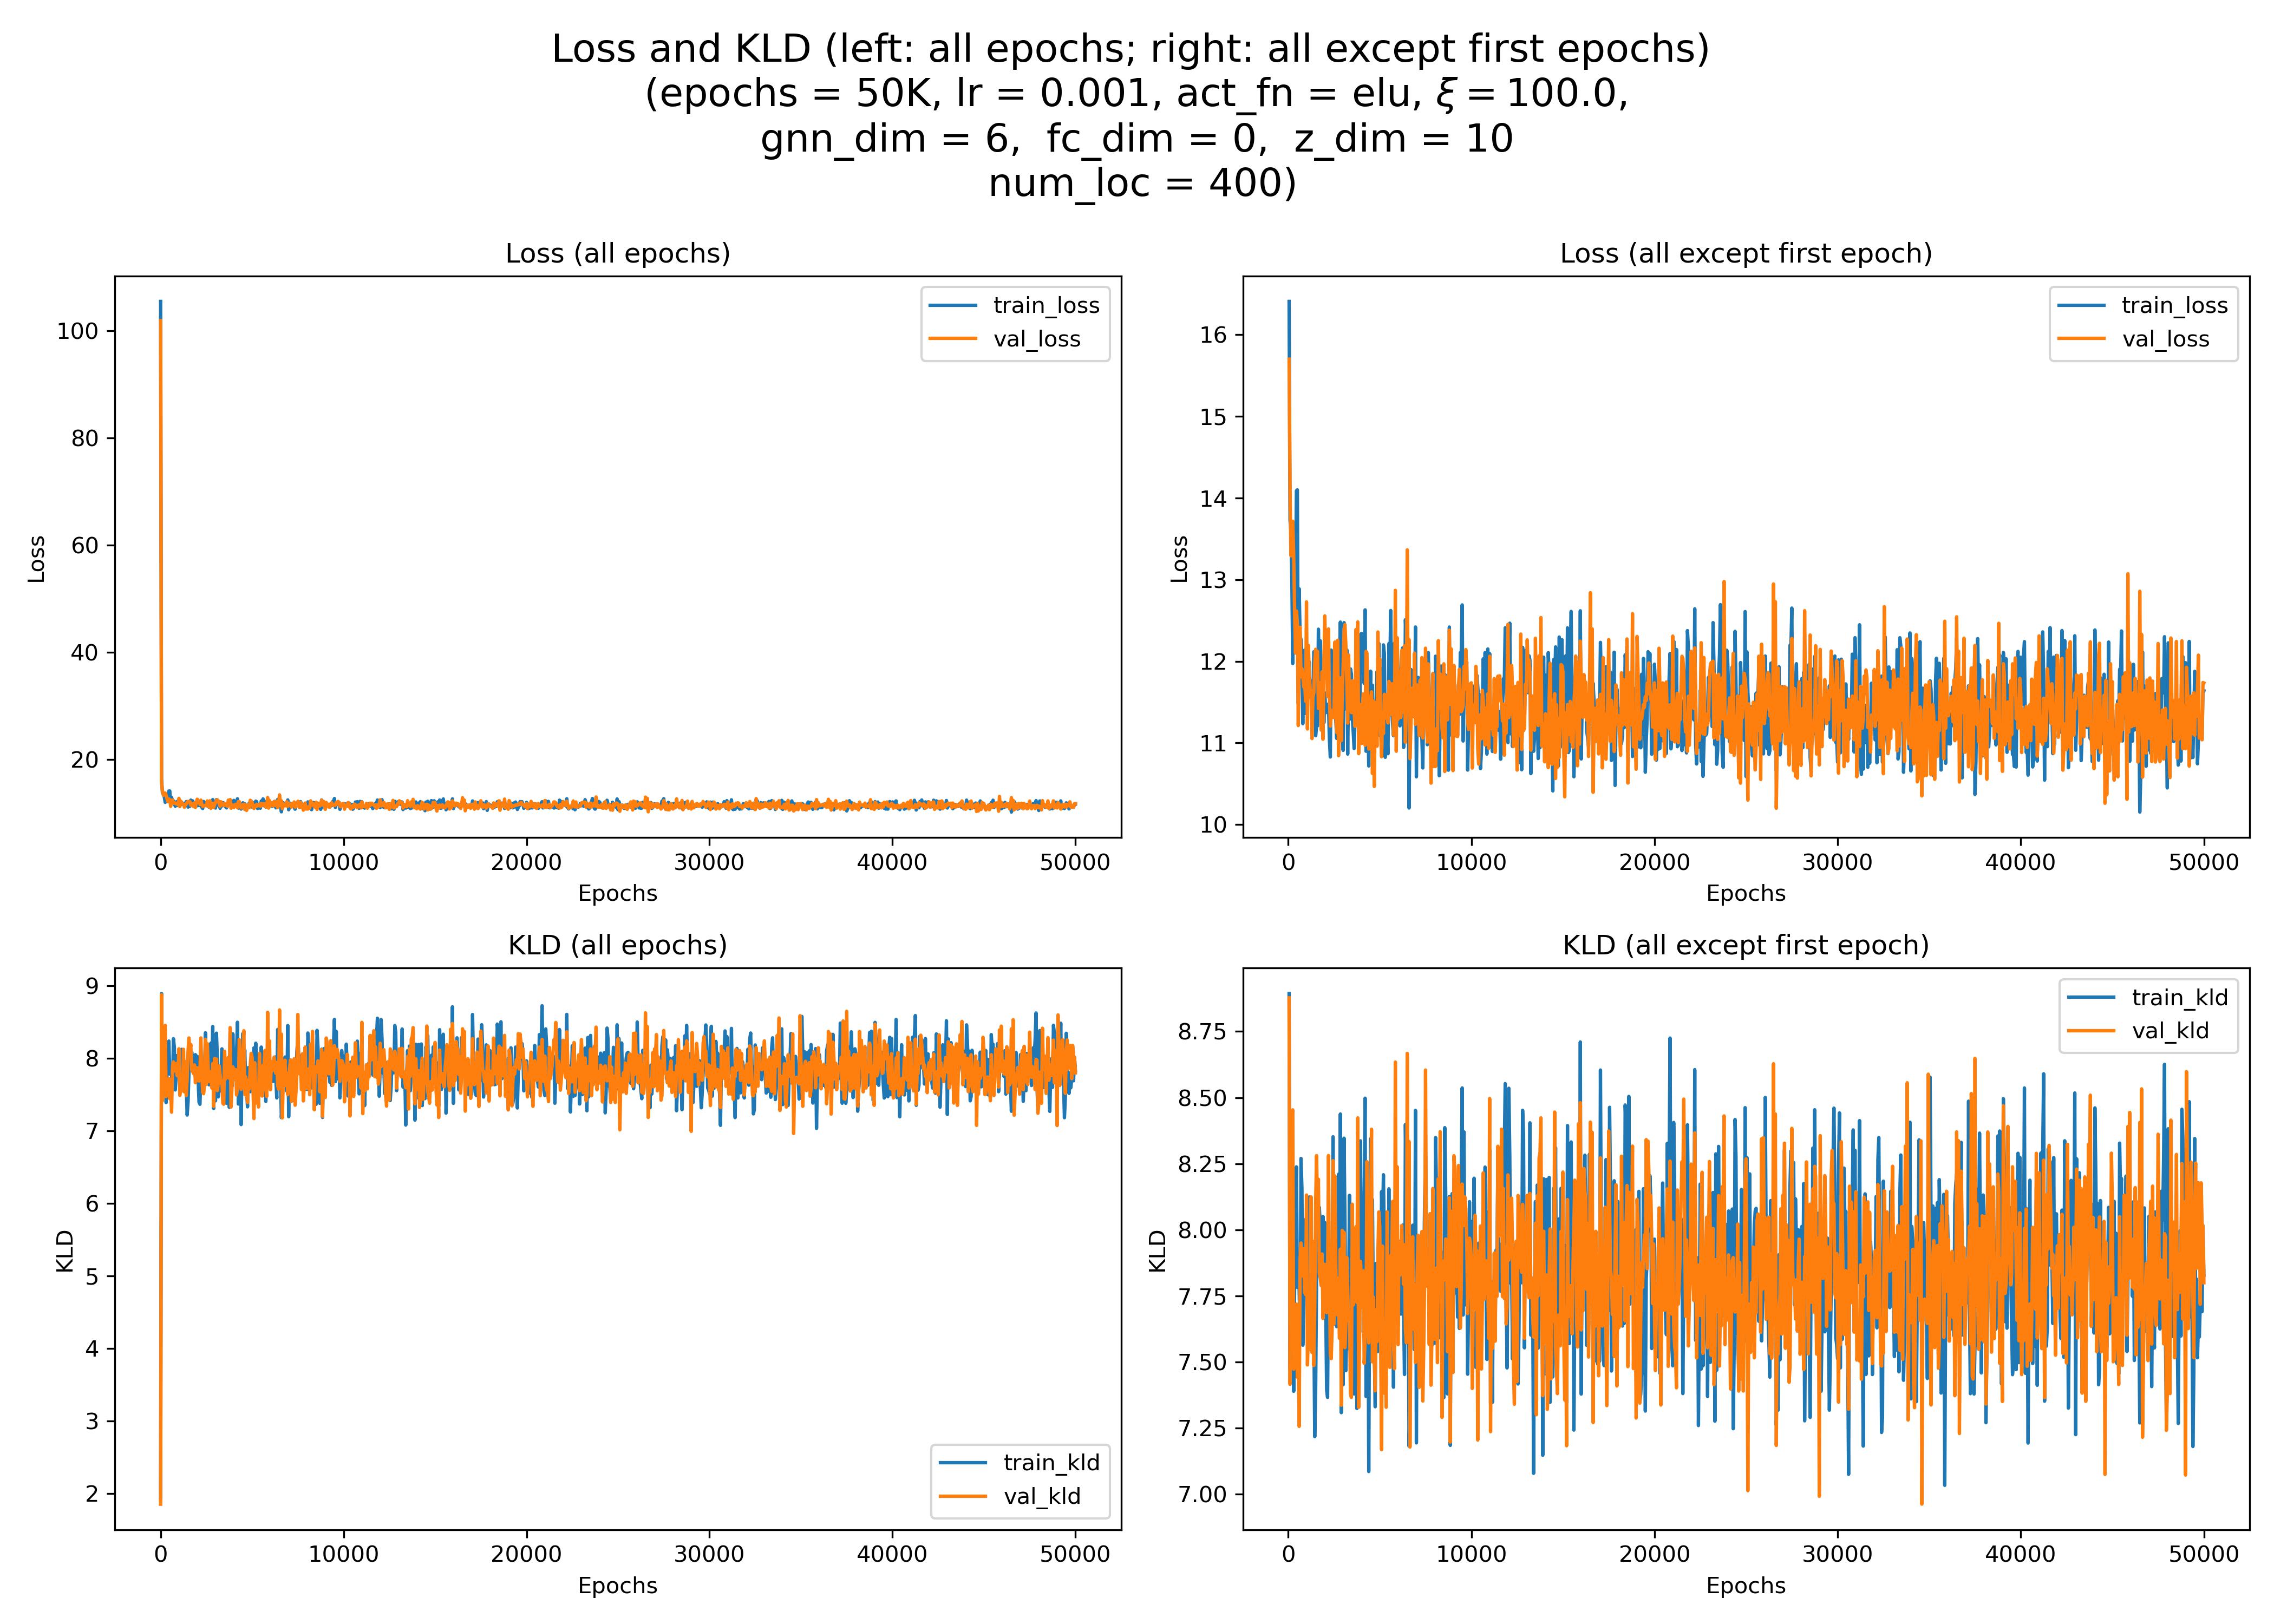 Loss and KLD (left: all epochs; right: all except first epochs)
(epochs = 50K, lr = 0.001, act_fn = elu, ξ = 100.0,
gnn_dim = 6,  fc_dim = 0,  z_dim = 10
num_loc = 400)
Loss (all epochs)
train_loss
val_loss
100
80
60
40
20
Loss
0
10000
20000
30000
40000
50000
Epochs
Loss (all except first epoch)
train_loss
val_loss
16
15
14
13
12
11
10
Loss
0
10000
20000
30000
40000
50000
Epochs
KLD (all epochs)
9
8
7
6
5
4
3
2
KLD
train_kld
val_kld
0
10000
20000
30000
40000
50000
Epochs
KLD (all except first epoch)
train_kld
val_kld
8.75
8.50
8.25
8.00
7.75
7.50
7.25
7.00
KLD
0
10000
20000
30000
40000
50000
Epochs